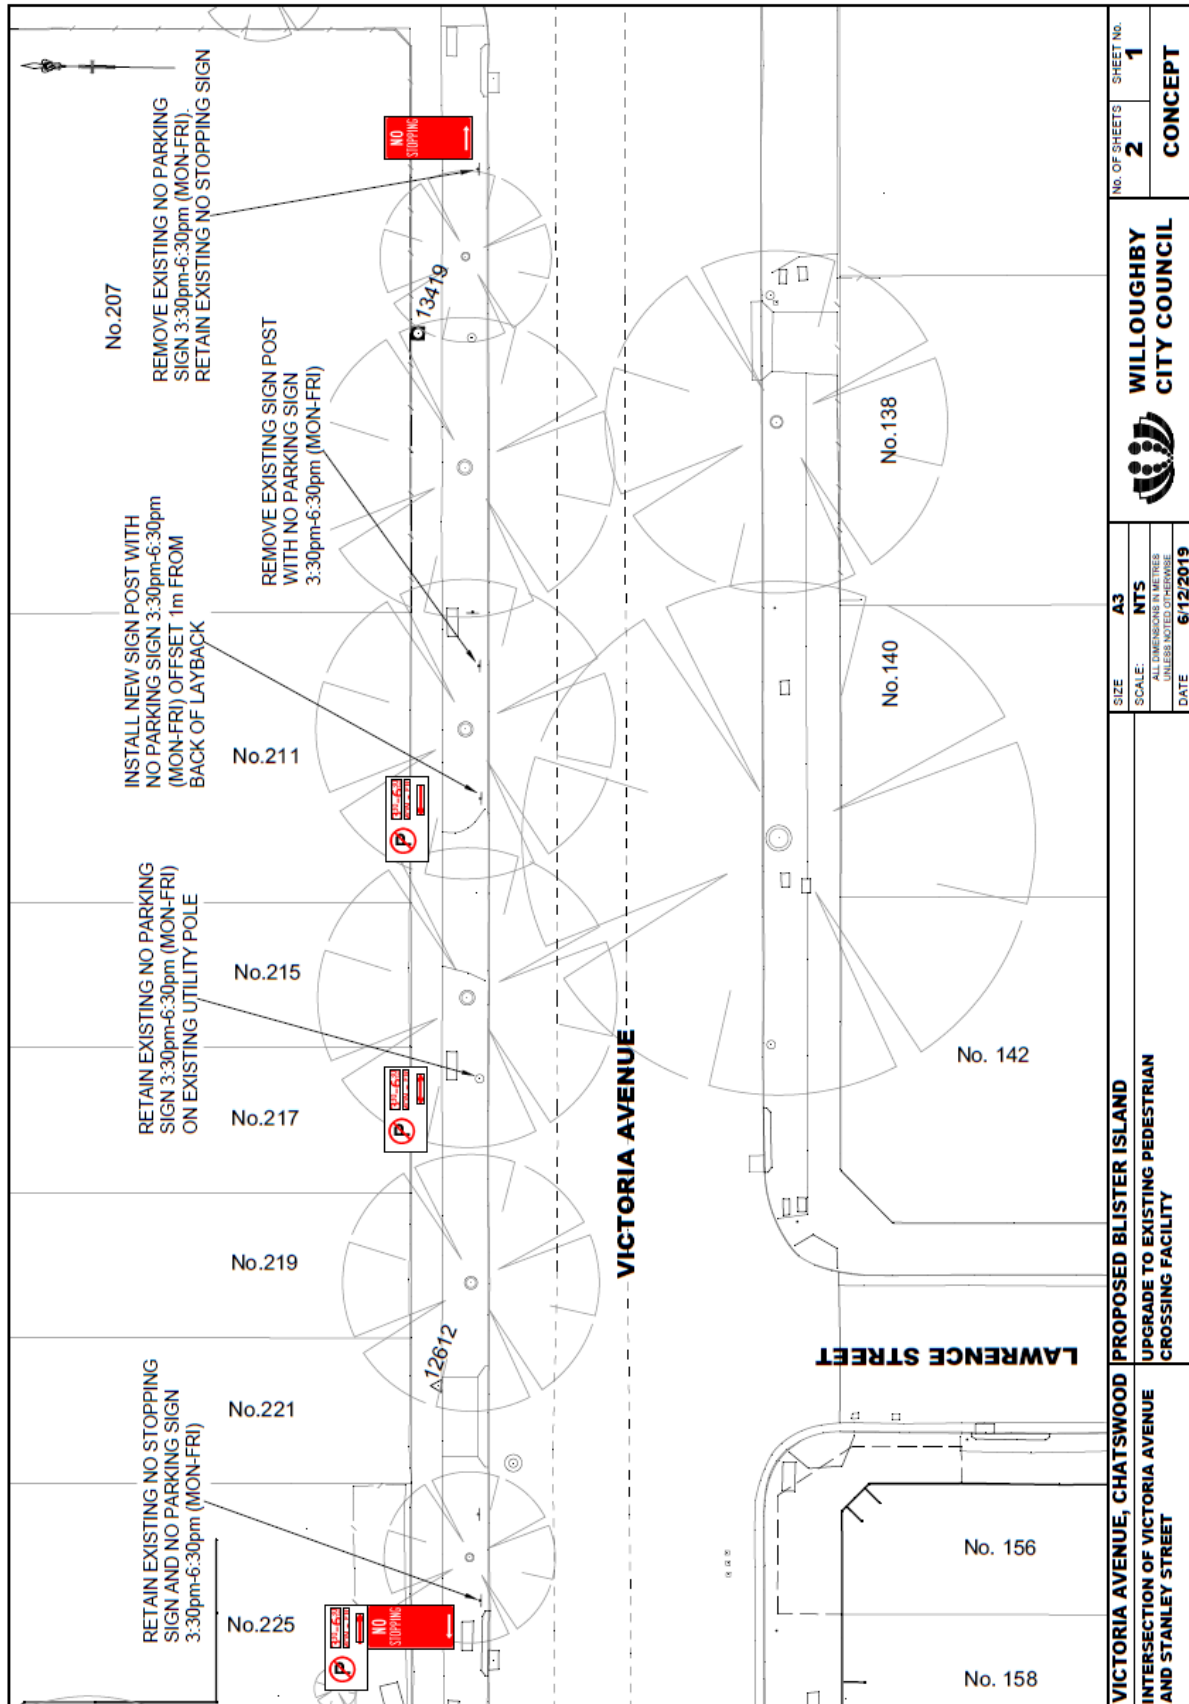 No.207
REMOVE EXISTING NO PARKING
SIGN 3:30pm-6:30pm (MON-FRI).
RETAIN EXISTING NO STOPPING SIGN
NO
STOPPING
13419
REMOVE EXISTING SIGN POST
WITH NO PARKING SIGN
3:30pm-6:30pm (MON-FRI)
INSTALL NEW SIGN POST WITH
NO PARKING SIGN 3:30pm-6:30pm
(MON-FRI) OFFSET 1m FROM
BACK OF LAYBACK
No.211
P
RETAIN EXISTING NO PARKING
SIGN 3:30pm-6:30pm (MON-FRI)
ON EXISTING UTILITY POLE
No.215
No.217
P
No.219
12612
No.221
RETAIN EXISTING NO STOPPING
SIGN AND NO PARKING SIGN
3:30pm-6:30pm (MON-FRI)
No.225
P
NO
STOPPING
VICTORIA AVENUE
No.138
No.140
No. 142
LAWRENCE STREET
No. 156
No. 158
VICTORIA AVENUE, CHATSWOOD
INTERSECTION OF VICTORIA AVENUE
AND STANLEY STREET
PROPOSED BLISTER ISLAND
UPGRADE TO EXISTING PEDESTRIAN
CROSSING FACILITY
SIZE A3
SCALE: NTS
ALL DIMENSIONS IN METRES
UNLESS NOTED OTHERWISE
DATE 6/12/2019
WILLOUGHBY
CITY COUNCIL
No. OF SHEETS 2
SHEET No. 1
CONCEPT